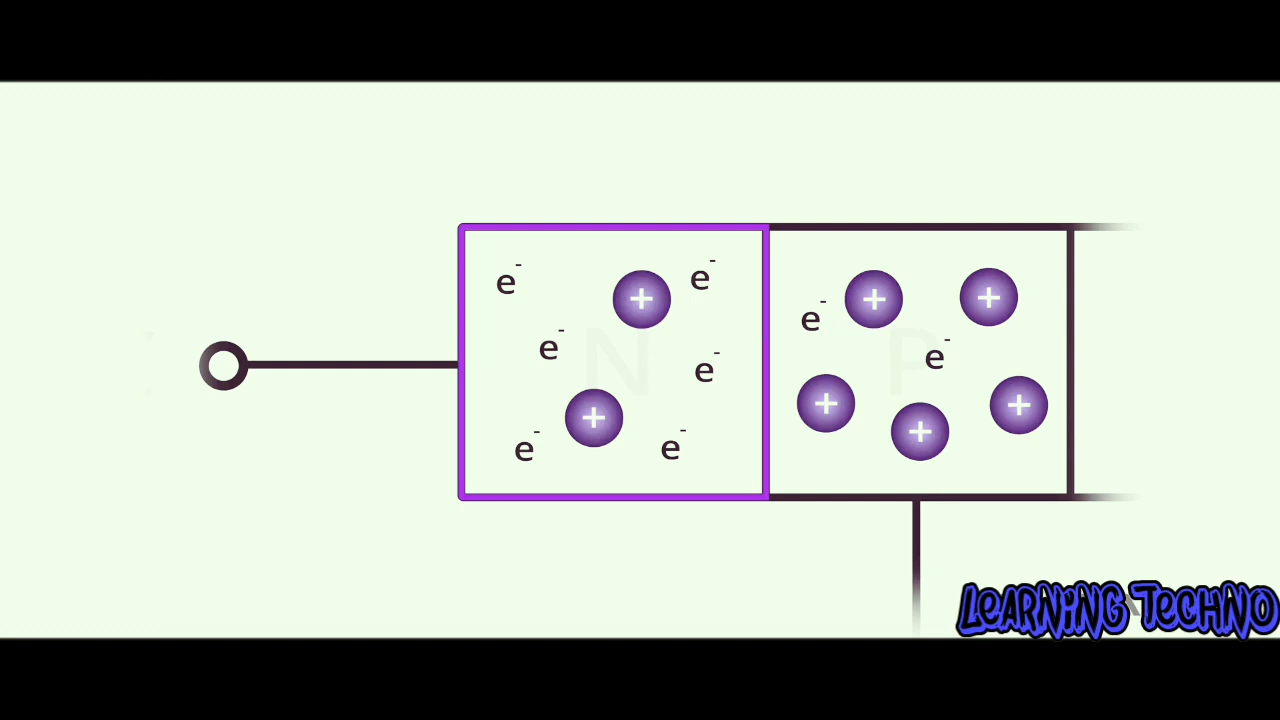 e-
e-
+
e-
N
e-
+
e-
e-
+
+
e-
P
e-
+
+
+
LEARNING TECHNO